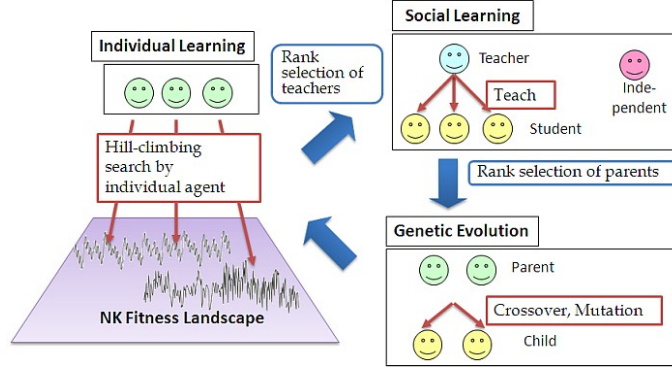 Individual Learning
Rank
selection of
teachers
Social Learning
Teacher
Teach
Student
Inde-
pendent
Hill-climbing
search by
individual agent
NK Fitness Landscape
Rank selection of parents
Genetic Evolution
Parent
Crossover, Mutation
Child